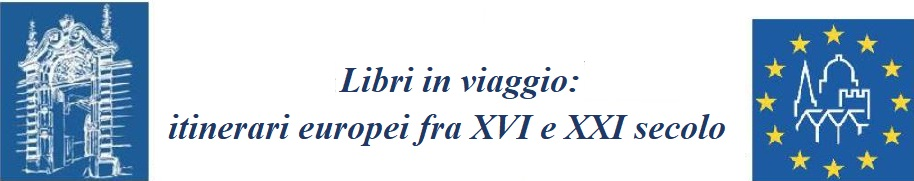 Libri in viaggio:
itinerari europei fra XVI e XXI secolo